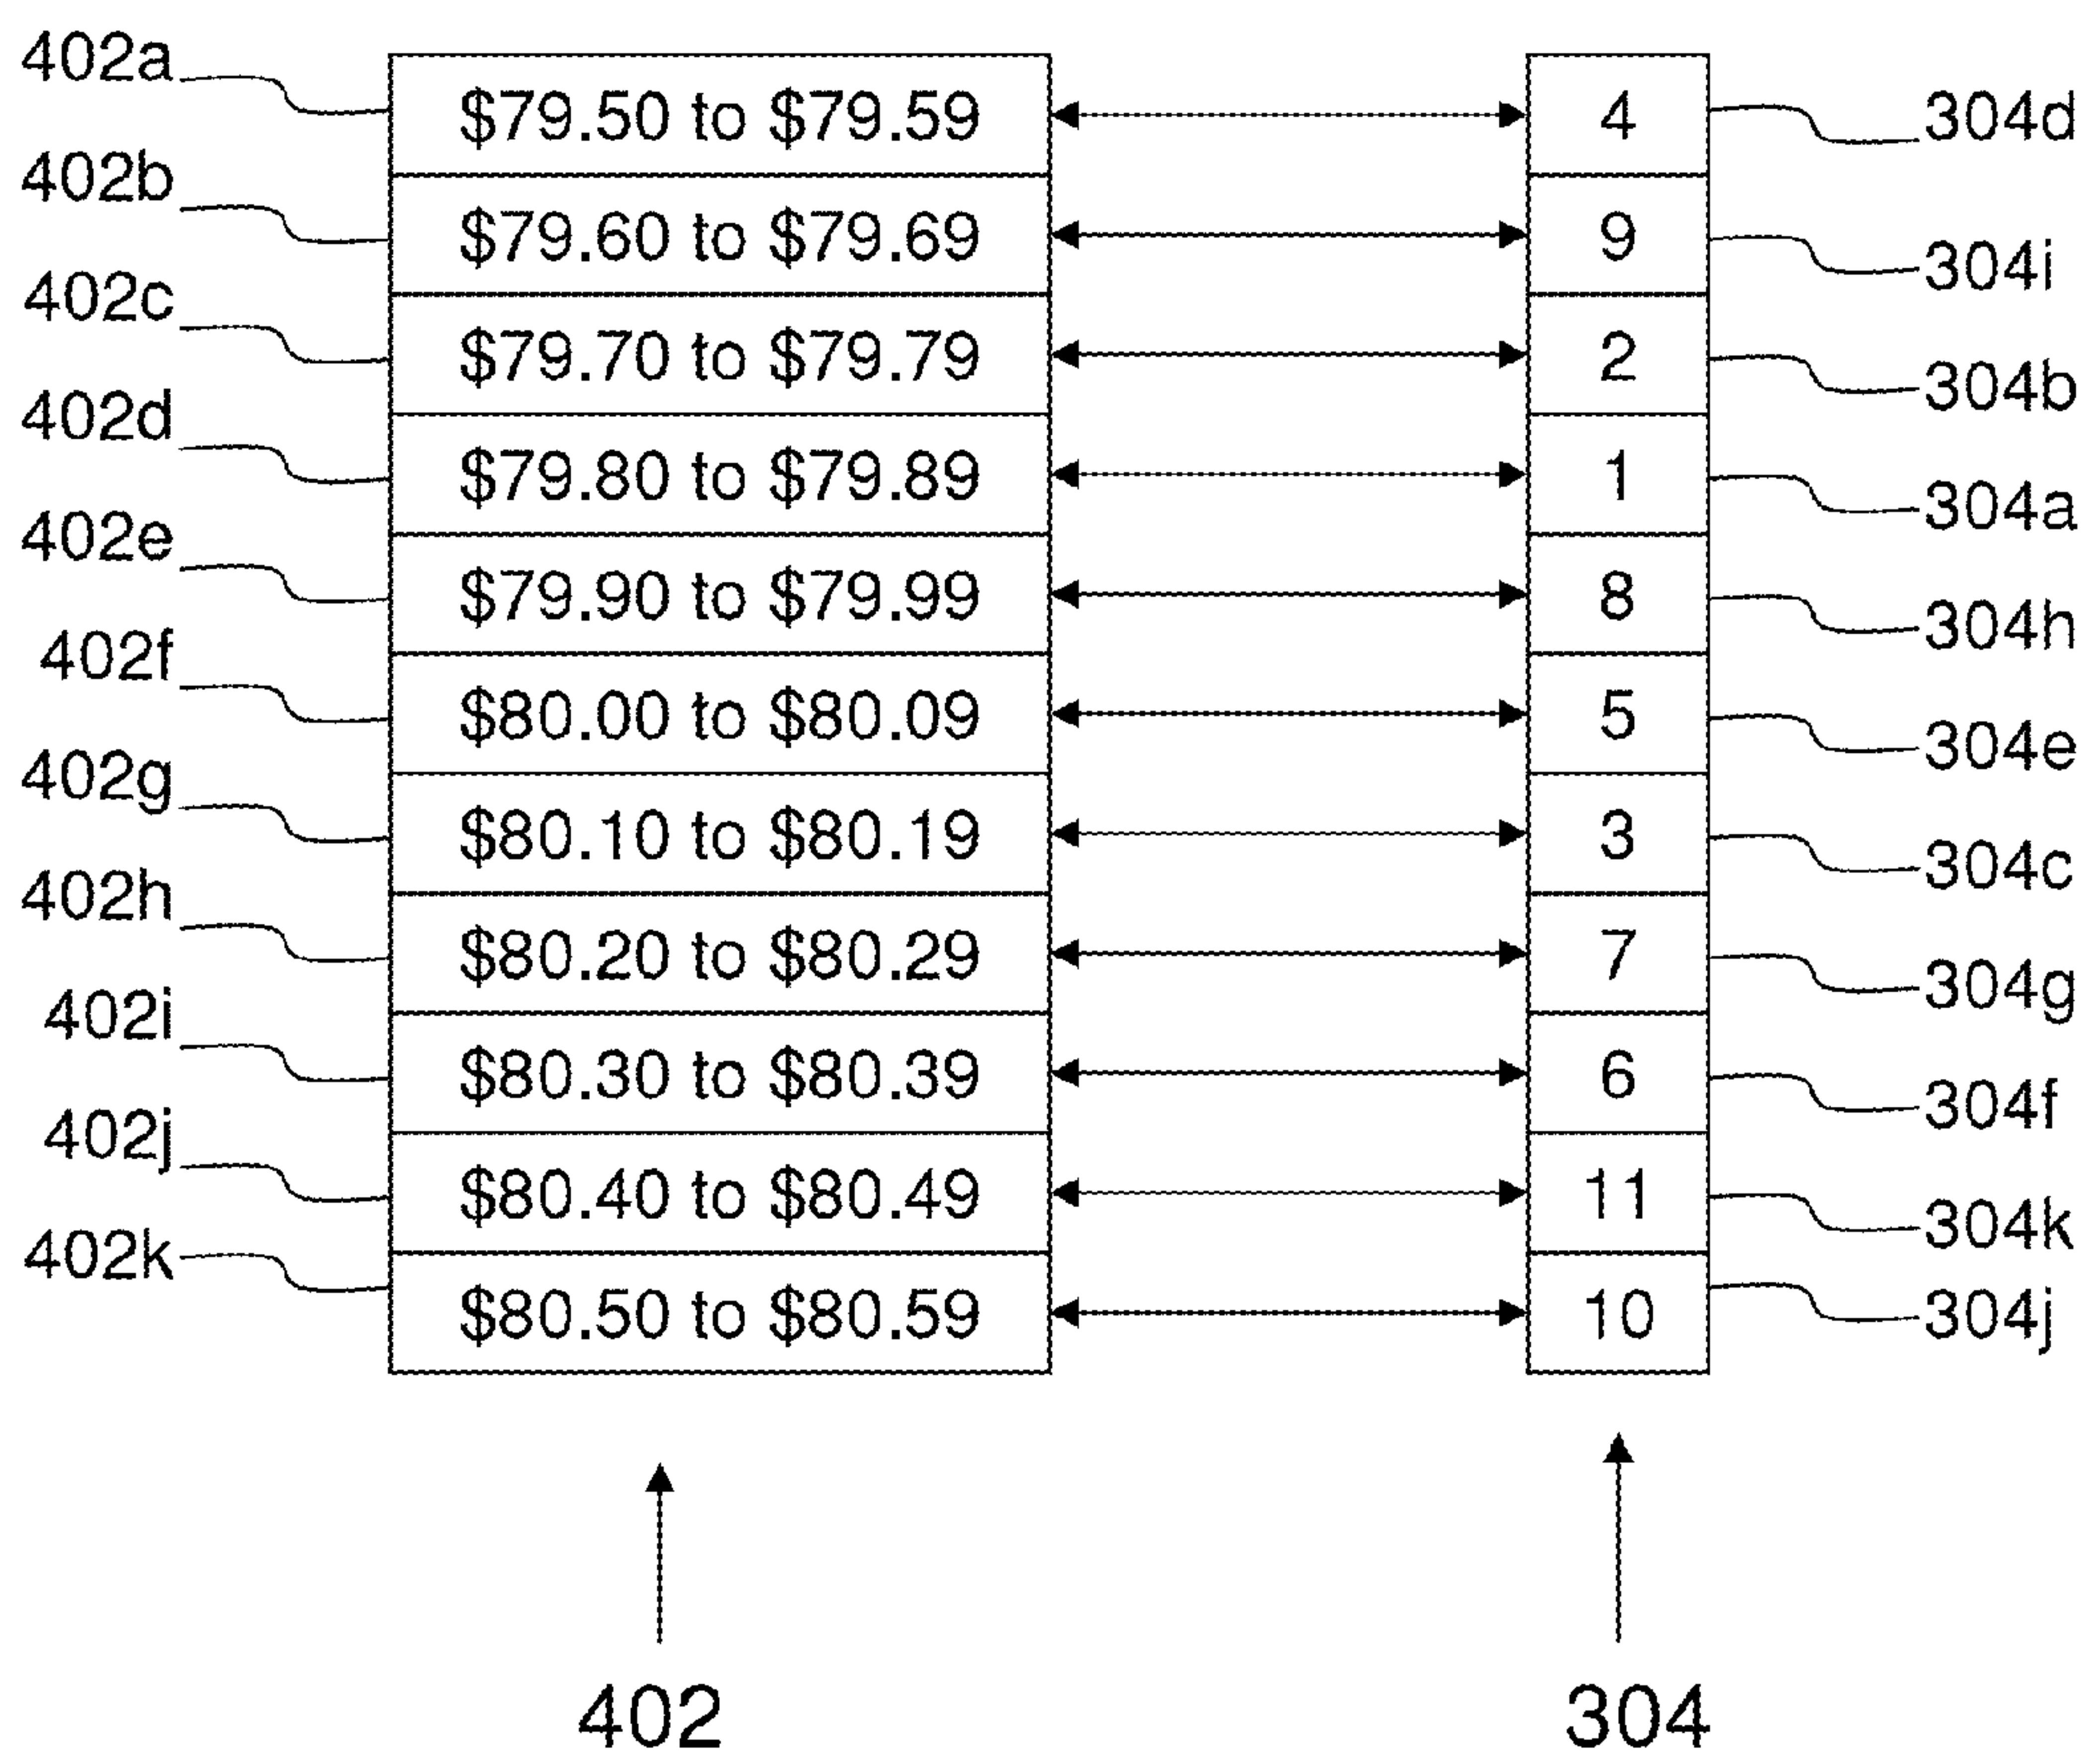 402a $79.50 to $79.59 4 304d
402b $79.60 to $79.69 9 304i
402c $79.70 to $79.79 2 304b
402d $79.80 to $79.89 1 304a
402e $79.90 to $79.99 8 304h
402f $80.00 to $80.09 5 304e
402g $80.10 to $80.19 3 304c
402h $80.20 to $80.29 7 304g
402i $80.30 to $80.39 6 304f
402j $80.40 to $80.49 11 304k
402k $80.50 to $80.59 10 304j
402 304